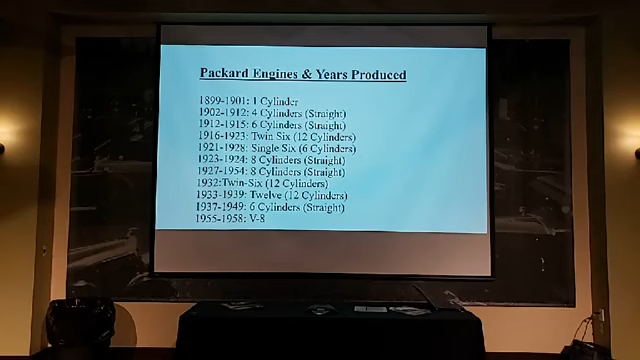 Packard Engines & Years Produced
1899-1901: 1 Cylinder
1902-1912: 4 Cylinders (Straight)
1912-1915: 6 Cylinders (Straight)
1916-1923: Twin Six (12 Cylinders)
1921-1928: Single Six (6 Cylinders)
1923-1924: 8 Cylinders (Straight)
1927-1954: 8 Cylinders (Straight)
1932:Twin-Six (12 Cylinders)
1933-1939: Twelve (12 Cylinders)
1937-1949: 6 Cylinders (Straight)
1955-1958: V-8